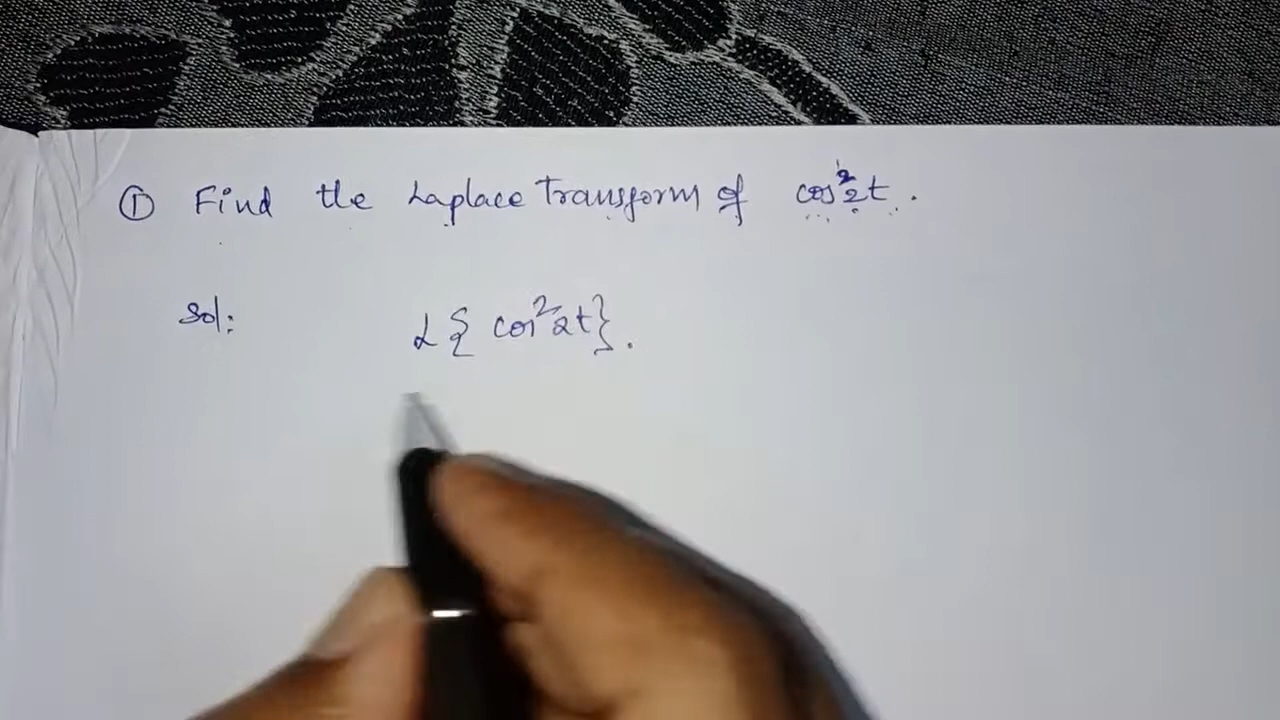 ① Find the Laplace Transform of cos²2t.
Sol:
L{cos²2t}.